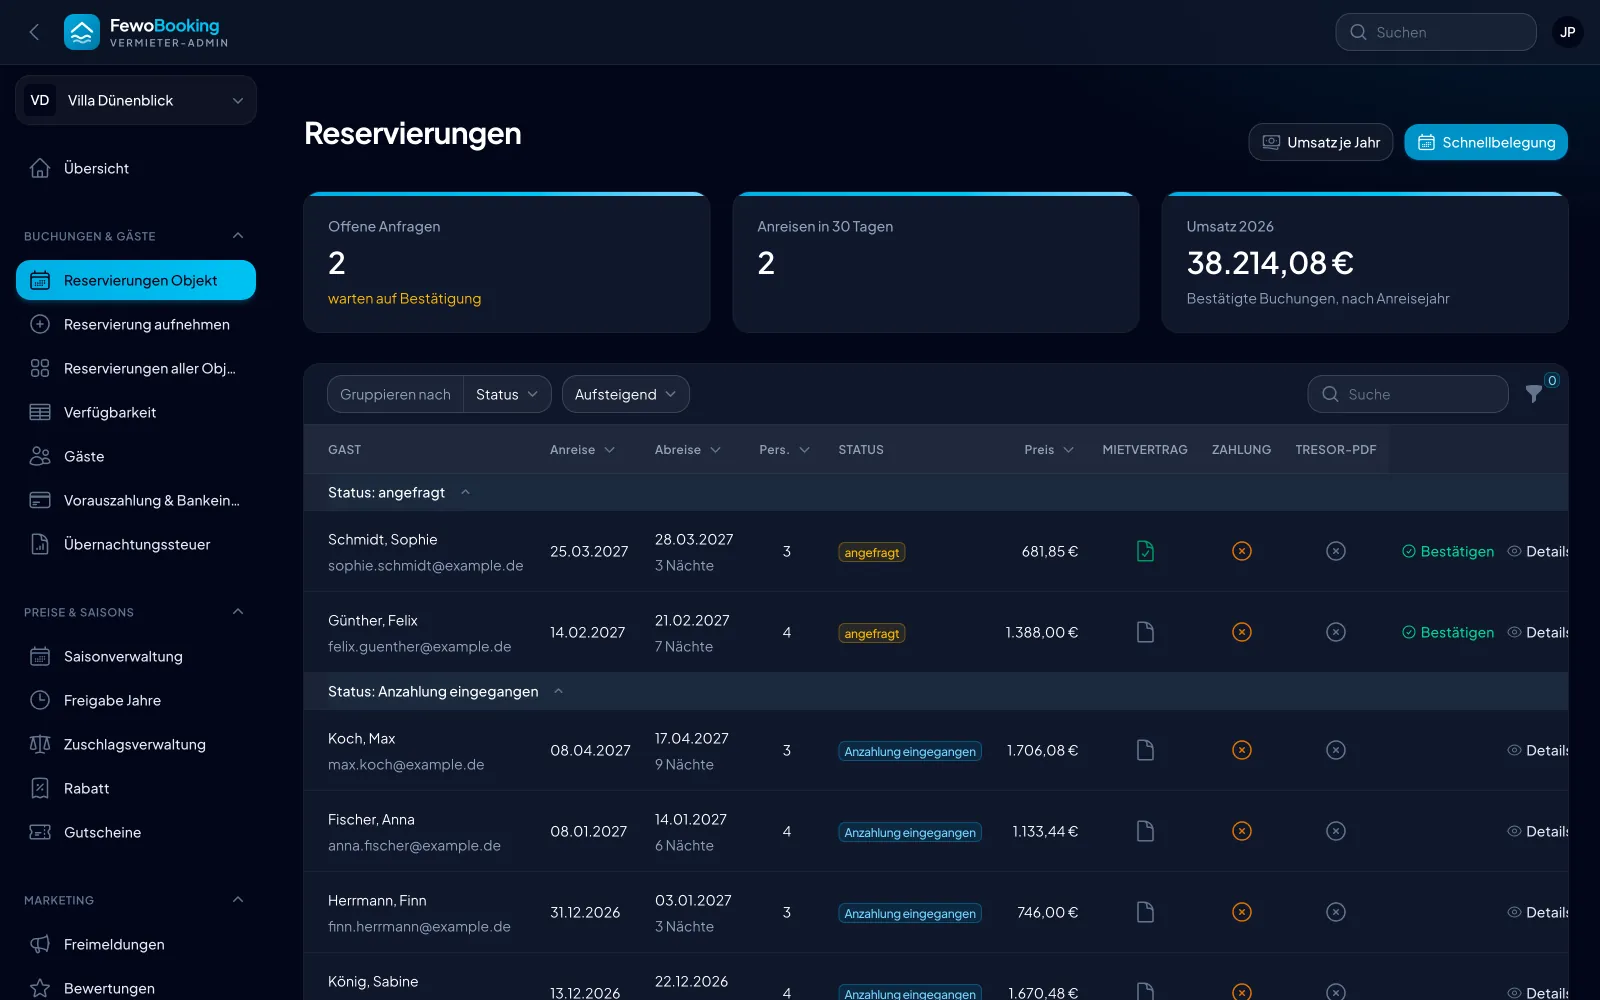 FewoBooking
VERMIETER-ADMIN
Suchen
JP
VD Villa Dünenblick
Übersicht
BUCHUNGEN & GÄSTE
Reservierungen Objekt
Reservierung aufnehmen
Reservierungen aller Obj…
Verfügbarkeit
Gäste
Vorauszahlung & Bankein…
Übernachtungssteuer
PREISE & SAISONS
Saisonverwaltung
Freigabe Jahre
Zuschlagsverwaltung
Rabatt
Gutscheine
MARKETING
Freimeldungen
Bewertungen
Reservierungen
Umsatz je Jahr
Schnellbelegung
Offene Anfragen
2
warten auf Bestätigung
Anreisen in 30 Tagen
2
Umsatz 2026
38.214,08 €
Bestätigte Buchungen, nach Anreisejahr
Gruppieren nach Status Aufsteigend Suche 0
GAST Anreise Abreise Pers. STATUS Preis MIETVERTRAG ZAHLUNG TRESOR-PDF
Status: angefragt
Schmidt, Sophie
sophie.schmidt@example.de
25.03.2027
28.03.2027
3 Nächte
3
angefragt
681,85 €
Bestätigen
Details
Günther, Felix
felix.guenther@example.de
14.02.2027
21.02.2027
7 Nächte
4
angefragt
1.388,00 €
Bestätigen
Details
Status: Anzahlung eingegangen
Koch, Max
max.koch@example.de
08.04.2027
17.04.2027
9 Nächte
3
Anzahlung eingegangen
1.706,08 €
Details
Fischer, Anna
anna.fischer@example.de
08.01.2027
14.01.2027
6 Nächte
4
Anzahlung eingegangen
1.133,44 €
Details
Herrmann, Finn
finn.herrmann@example.de
31.12.2026
03.01.2027
3 Nächte
3
Anzahlung eingegangen
746,00 €
Details
König, Sabine
13.12.2026
22.12.2026
4
Anzahlung eingegangen
1.670,48 €
Details